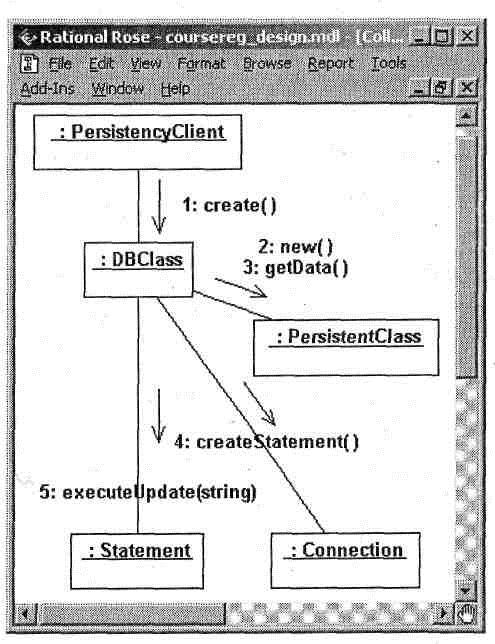 Rational Rose - coursereg_design.mdl - [Coll...
File Edit View Format Browse Report Tools
Add-Ins Window Help
: PersistencyClient
1: create()
: DBClass
2: new()
3: getData()
: PersistentClass
4: createStatement()
5: executeUpdate(string)
: Statement
: Connection